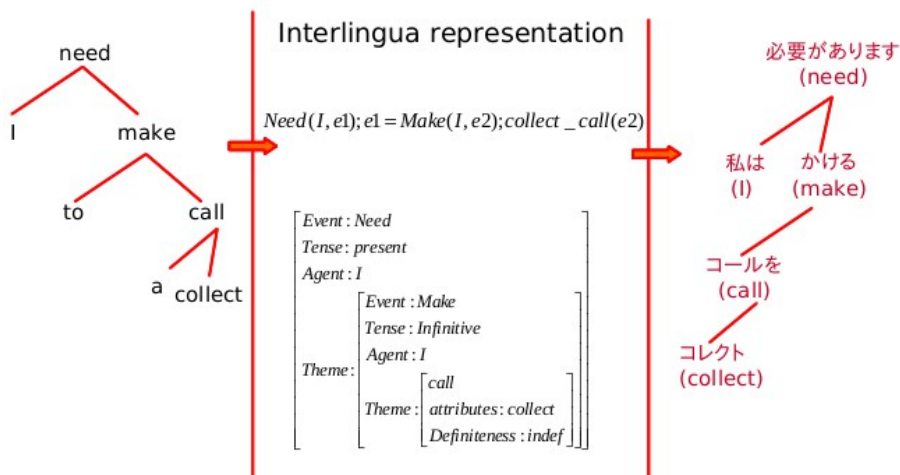 need
I
make
to
call
a
collect
Interlingua representation
Need(I, e1); e1 = Make(I, e2); collect _ call(e2)
Event : Need
Tense : present
Agent : I
Theme :
Event : Make
Tense : Infinitive
Agent : I
Theme :
call
attributes : collect
Definiteness : indef
必要があります
(need)
私は
(I)
かける
(make)
コールを
(call)
コレクト
(collect)